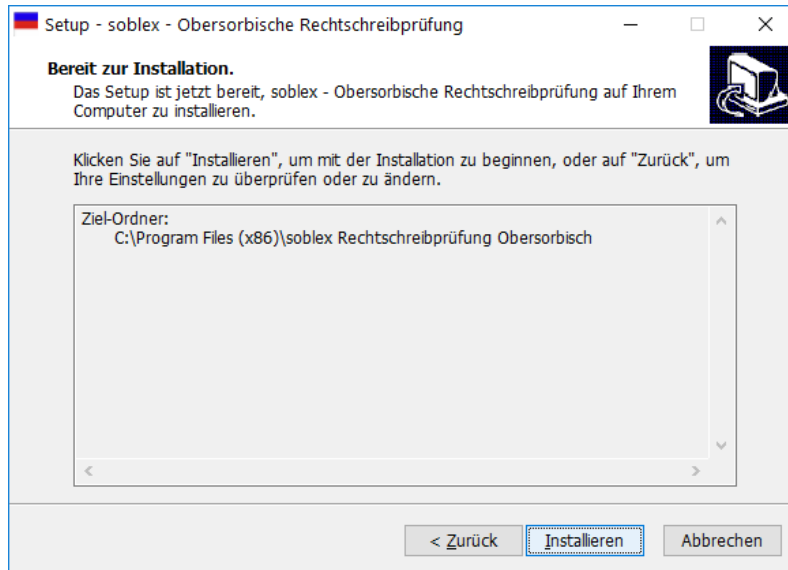 Setup - soblex - Obersorbische Rechtschreibprüfung
Bereit zur Installation.
Das Setup ist jetzt bereit, soblex - Obersorbische Rechtschreibprüfung auf Ihrem
Computer zu installieren.
Klicken Sie auf "Installieren", um mit der Installation zu beginnen, oder auf "Zurück", um
Ihre Einstellungen zu überprüfen oder zu ändern.
Ziel-Ordner:
C:\Program Files (x86)\soblex Rechtschreibprüfung Obersorbisch
< Zurück Installieren Abbrechen